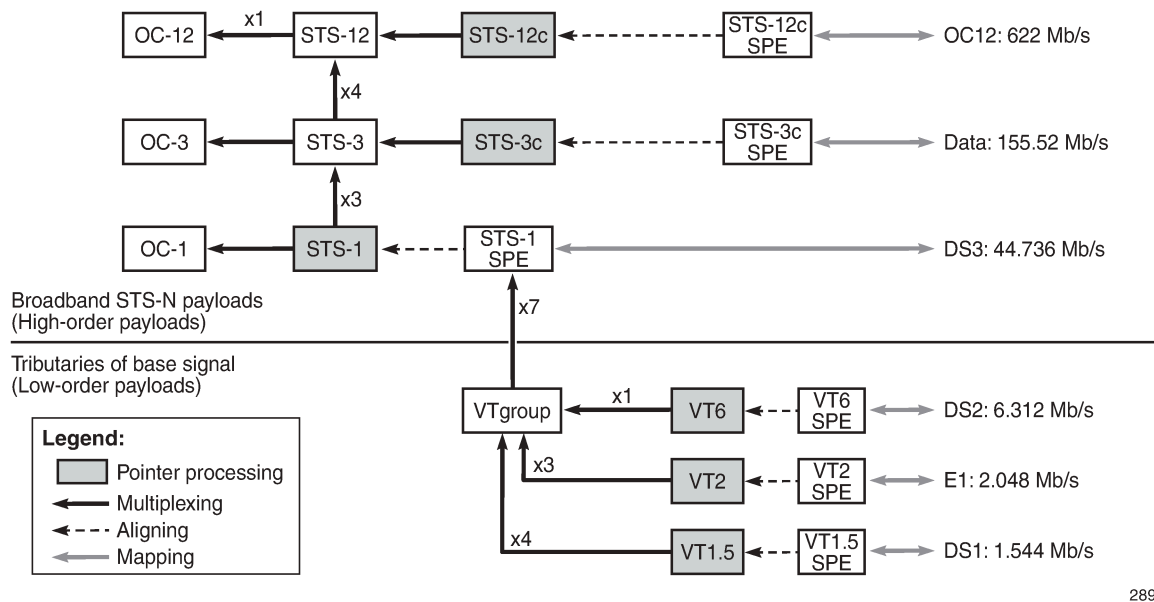 x1
OC-12
STS-12
STS-12c
STS-12c
SPE
OC12: 622 Mb/s
x4
OC-3
STS-3
STS-3c
STS-3c
SPE
Data: 155.52 Mb/s
x3
OC-1
STS-1
STS-1
SPE
DS3: 44.736 Mb/s
Broadband STS-N payloads
(High-order payloads)
x7
Tributaries of base signal
(Low-order payloads)
VTgroup
x1
VT6
VT6
SPE
DS2: 6.312 Mb/s
x3
VT2
VT2
SPE
E1: 2.048 Mb/s
x4
VT1.5
VT1.5
SPE
DS1: 1.544 Mb/s
Legend:
Pointer processing
Multiplexing
Aligning
Mapping
289